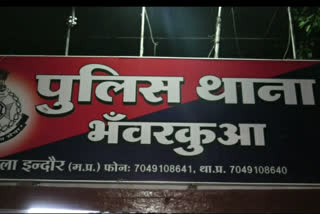 पुलिस थाना
भँवरकुआ
ला इन्दौर (म.प्र.) फोन: 7049108641, था.प्र. 7049108640